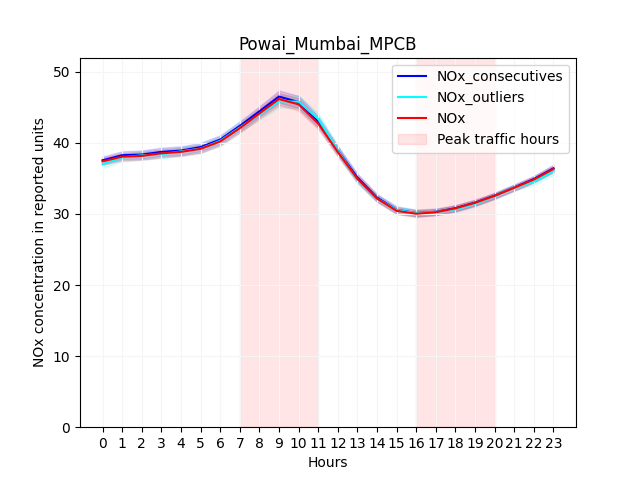 Powai_Mumbai_MPCB
NOx concentration in reported units
50
40
30
20
10
0
NOx_consecutives
NOx_outliers
NOx
Peak traffic hours
0 1 2 3 4 5 6 7 8 9 10 11 12 13 14 15 16 17 18 19 20 21 22 23
Hours